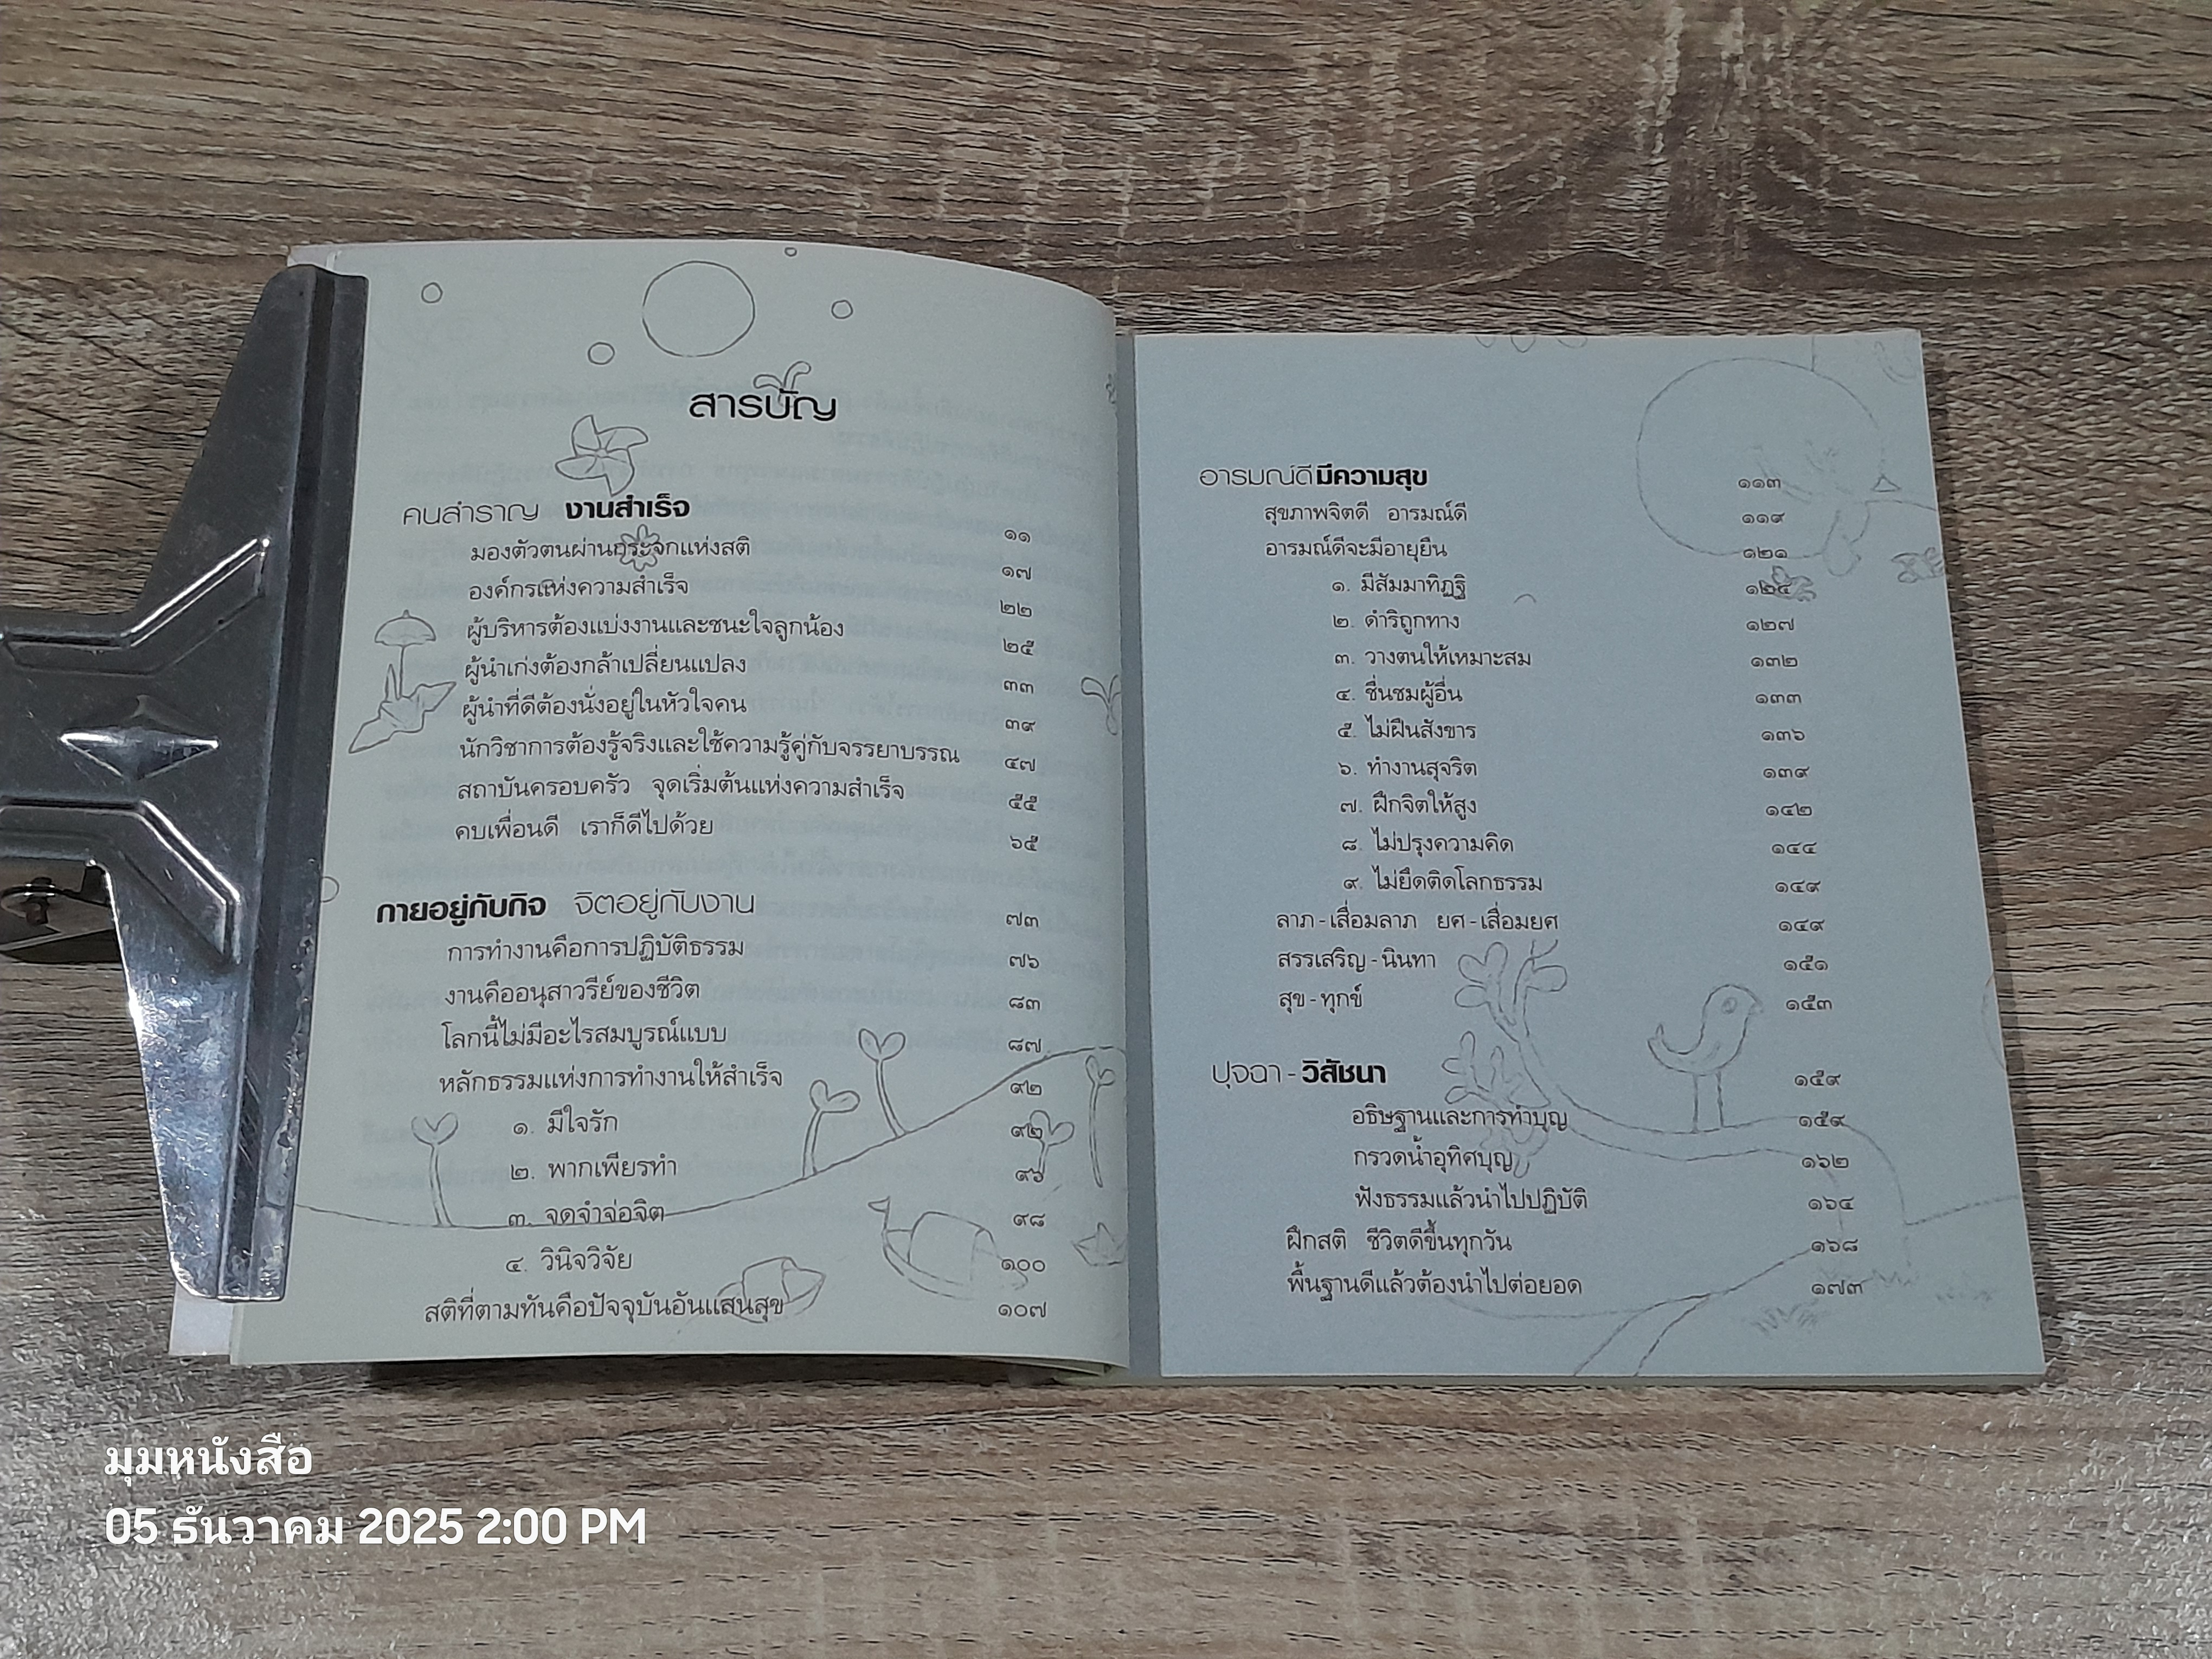 สารบัญ
คนสำราญ งานสำเร็จ ๑๑
มองตัวตนผ่านกระจกแห่งสติ ๑๗
องค์กรแห่งความสำเร็จ ๒๒
ผู้บริหารต้องแบ่งงานและชนะใจลูกน้อง ๒๕
ผู้นำเก่งต้องกล้าเปลี่ยนแปลง ๓๓
ผู้นำที่ดีต้องนั่งอยู่ในหัวใจคน ๓๙
นักวิชาการต้องรู้จริงและใช้ความรู้คู่กับจรรยาบรรณ ๔๗
สถาบันครอบครัว จุดเริ่มต้นแห่งความสำเร็จ ๕๕
คบเพื่อนดี เราก็ดีไปด้วย ๖๕
กายอยู่กับกิจ จิตอยู่กับงาน ๗๓
การทำงานคือการปฏิบัติธรรม ๗๖
งานคืออนุสาวรีย์ของชีวิต ๘๓
โลกนี้ไม่มีอะไรสมบูรณ์แบบ ๘๗
หลักธรรมแห่งการทำงานให้สำเร็จ ๙๒
๑. มีใจรัก ๙๒
๒. พากเพียรทำ ๙๖
๓. จดจำจ่อจิต ๙๘
๔. วินิจวิจัย ๑๐๐
สติที่ตามทันคือปัจจุบันอันแสนสุข ๑๐๗
อารมณ์ดีมีความสุข ๑๑๓
สุขภาพจิตดี อารมณ์ดี ๑๑๙
อารมณ์ดีจะมีอายุยืน ๑๒๑
๑. มีสัมมาทิฏฐิ ๑๒๔
๒. ดำริถูกทาง ๑๒๗
๓. วางตนให้เหมาะสม ๑๓๒
๔. ชื่นชมผู้อื่น ๑๓๓
๕. ไม่ฝืนสังขาร ๑๓๖
๖. ทำงานสุจริต ๑๓๙
๗. ฝึกจิตให้สูง ๑๔๒
๘. ไม่ปรุงความคิด ๑๔๔
๙. ไม่ยึดติดโลกธรรม ๑๔๙
ลาภ - เสื่อมลาภ ยศ - เสื่อมยศ ๑๔๙
สรรเสริญ - นินทา ๑๕๑
สุข - ทุกข์ ๑๕๓
ปุจฉา - วิสัชนา ๑๕๙
อธิษฐานและการทำบุญ ๑๕๙
กรวดน้ำอุทิศบุญ ๑๖๒
ฟังธรรมแล้วนำไปปฏิบัติ ๑๖๔
ฝึกสติ ชีวิตดีขึ้นทุกวัน ๑๖๘
พื้นฐานดีแล้วต้องนำไปต่อยอด ๑๗๓
มุมหนังสือ
05 ธันวาคม 2025 2:00 PM